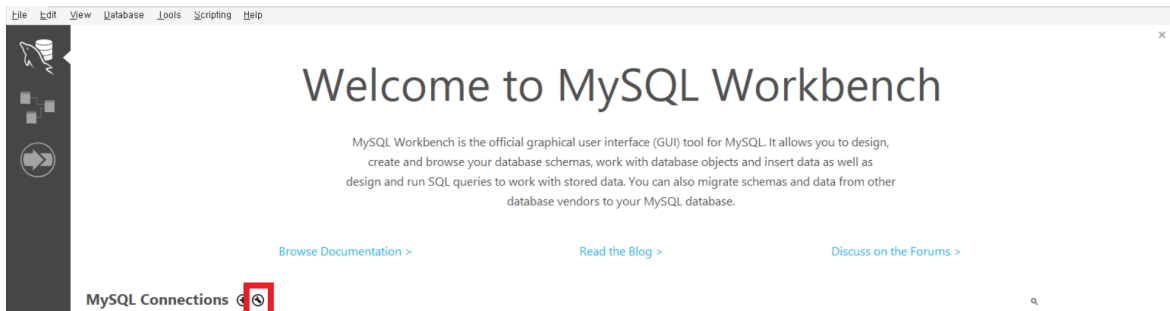 File Edit View Database Tools Scripting Help
Welcome to MySQL Workbench
MySQL Workbench is the official graphical user interface (GUI) tool for MySQL. It allows you to design,
create and browse your database schemas, work with database objects and insert data as well as
design and run SQL queries to work with stored data. You can also migrate schemas and data from other
database vendors to your MySQL database.
Browse Documentation > Read the Blog > Discuss on the Forums >
MySQL Connections